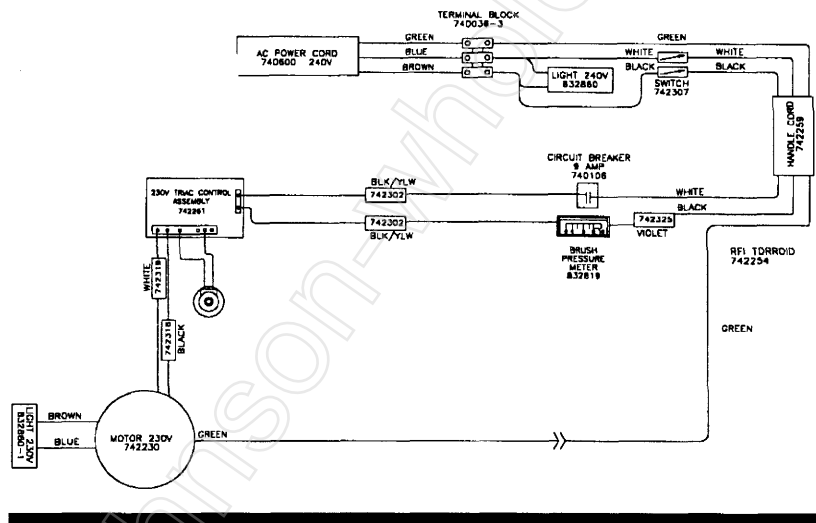 TERMINAL BLOCK
740036-3
GREEN
GREEN
AC POWER CORD
740600 240V
BLUE
WHITE
WHITE
BROWN
BLACK
BLACK
LIGHT 240V
832860
SWITCH
742307
HANDLE CORD
742259
CIRCUIT BREAKER
9 AMP
740106
230V TRIAC CONTROL
ASSEMBLY
742261
BLK/YLW
742302
WHITE
BLACK
742302
BLK/YLW
742325
VIOLET
BRUSH
PRESSURE
METER
832819
RFI TORROID
742254
WHITE
742318
742318
BLACK
GREEN
LIGHT 230V
832860-1
BROWN
BLUE
MOTOR 230V
742230
GREEN